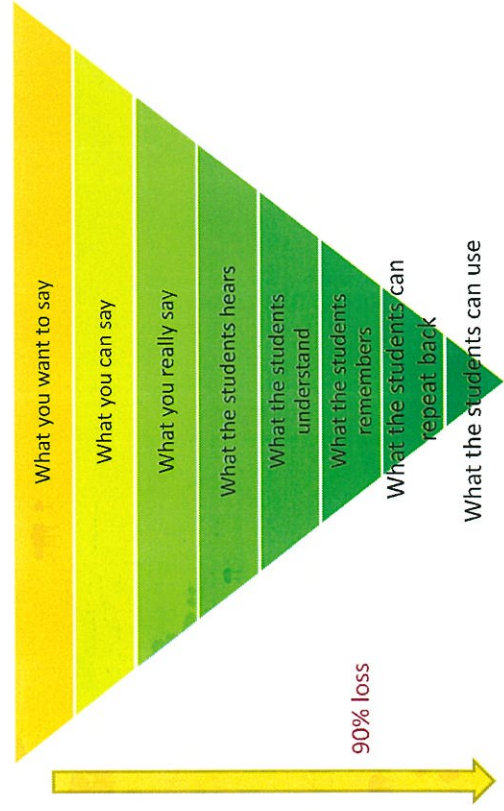 What you want to say
What you can say
What you really say
What the students hears
What the students
understand
What the students
remembers
What the students can
repeat back
What the students can use
90% loss